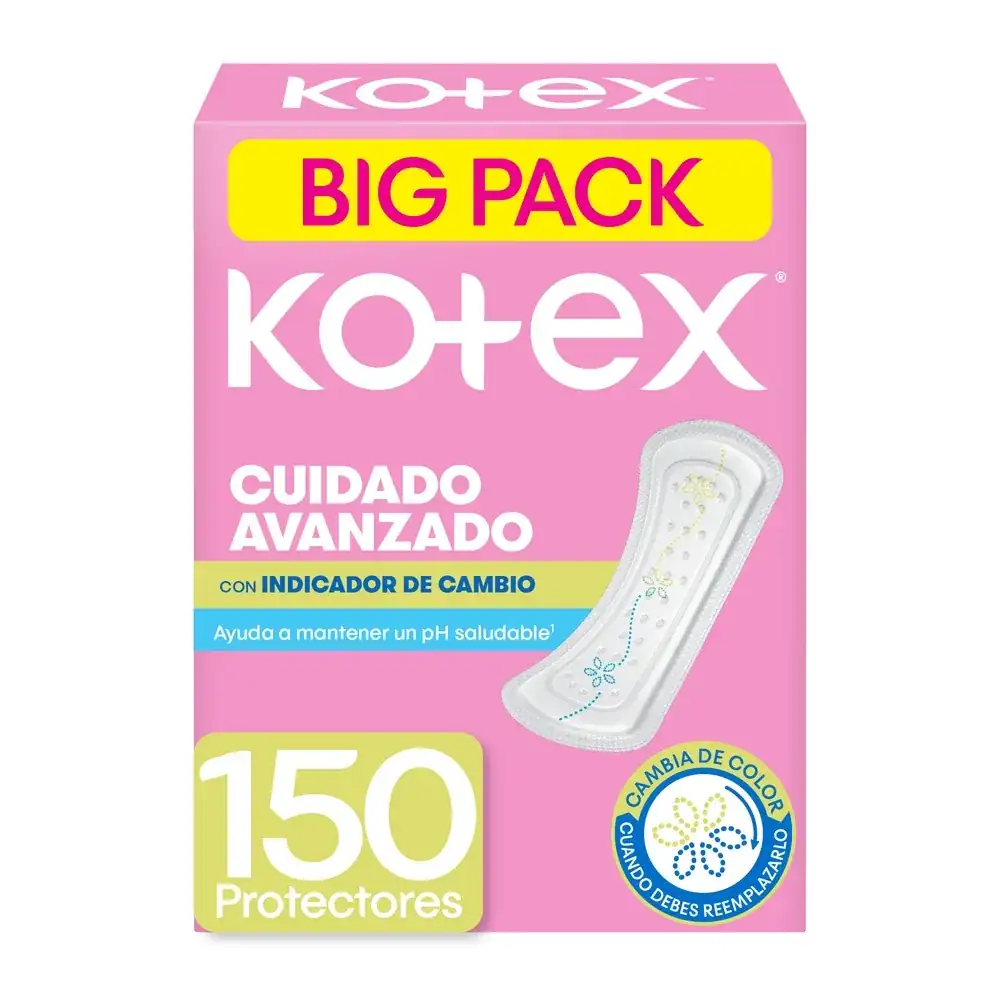 Kotex
BIG PACK
Kotex®
CUIDADO
AVANZADO
CON INDICADOR DE CAMBIO
Ayuda a mantener un pH saludable¹
150
Protectores
CAMBIA DE COLOR
CUANDO DEBES REEMPLAZARLO